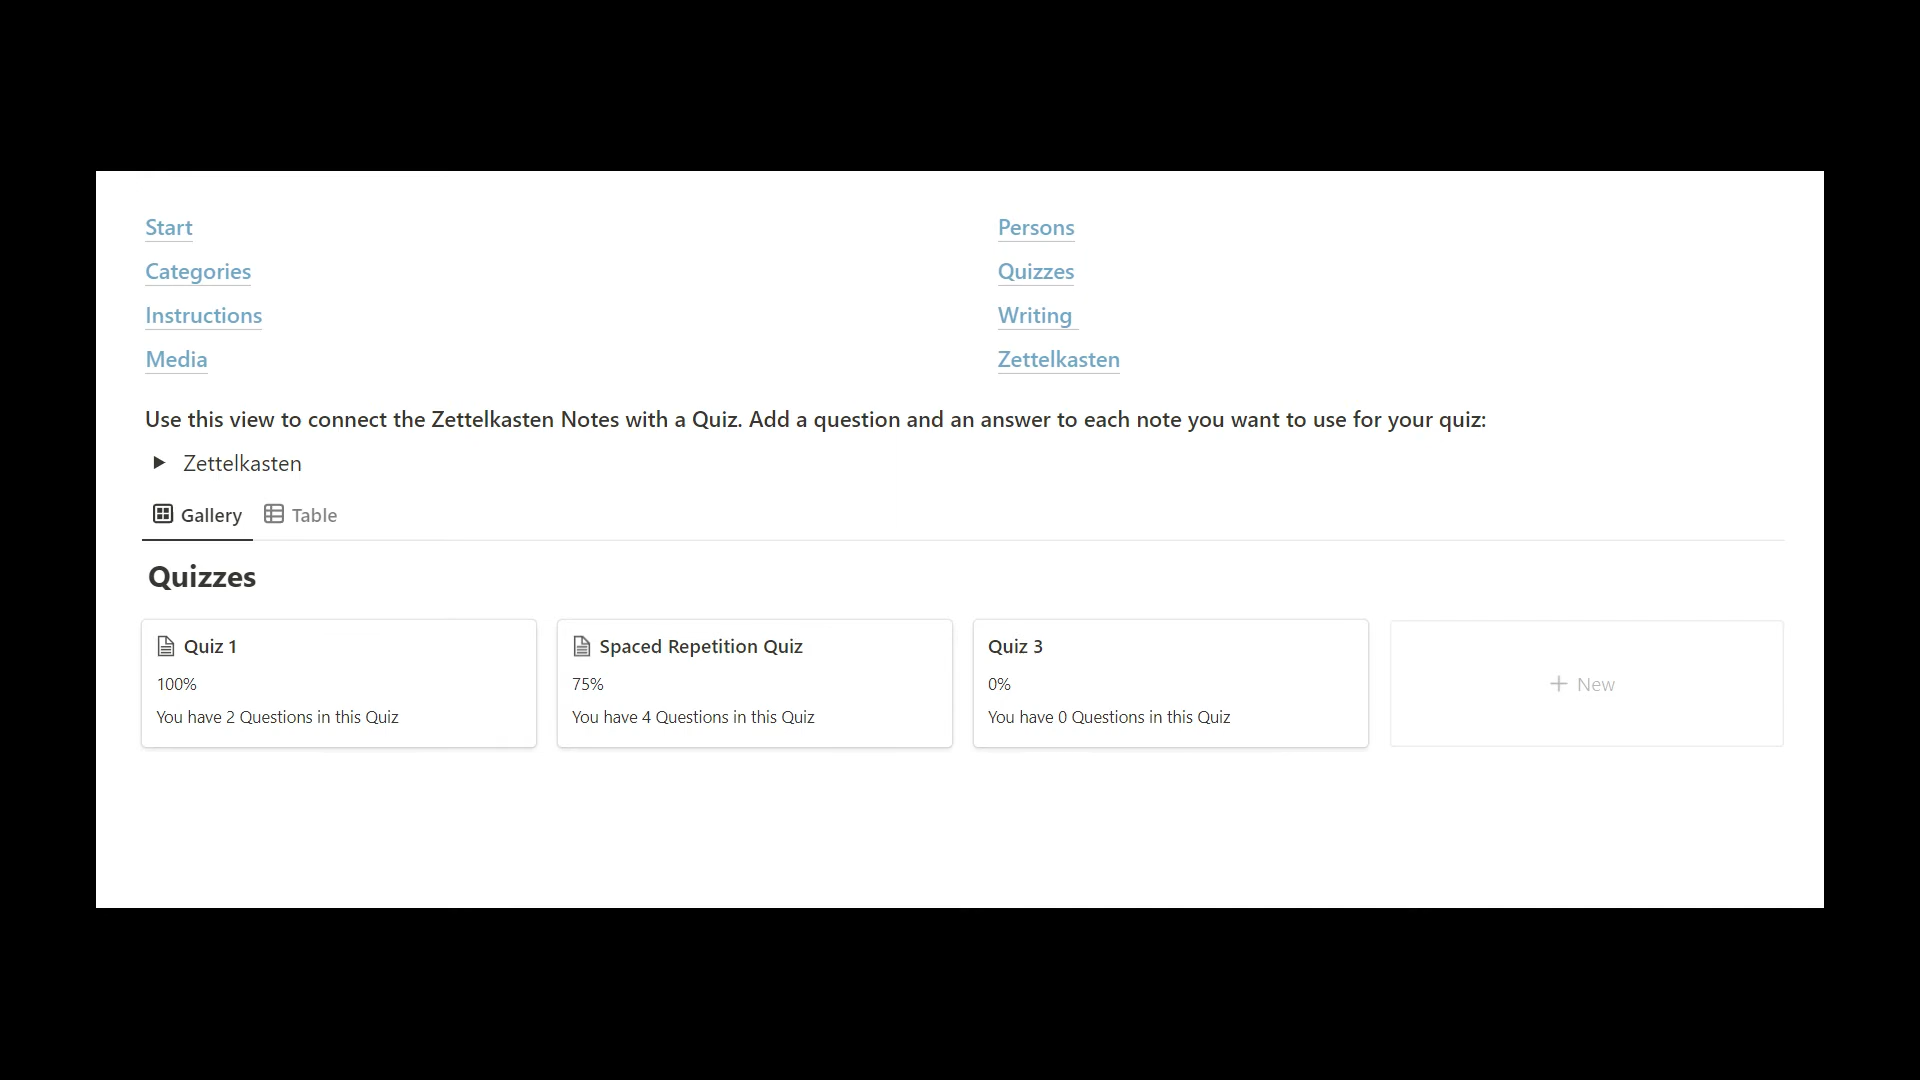 Start
Categories
Instructions
Media
Persons
Quizzes
Writing
Zettelkasten
Use this view to connect the Zettelkasten Notes with a Quiz. Add a question and an answer to each note you want to use for your quiz:
Zettelkasten
Gallery Table
Quizzes
Quiz 1
100%
You have 2 Questions in this Quiz
Spaced Repetition Quiz
75%
You have 4 Questions in this Quiz
Quiz 3
0%
You have 0 Questions in this Quiz
+ New